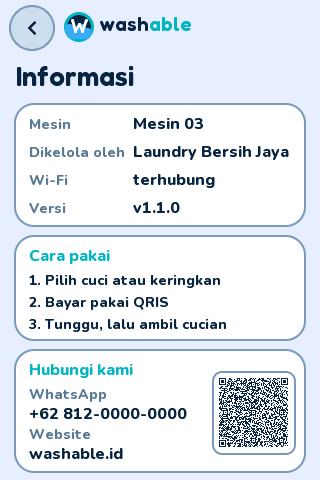 washable
Informasi
Mesin Mesin 03
Dikelola oleh Laundry Bersih Jaya
Wi-Fi terhubung
Versi v1.1.0
Cara pakai
1. Pilih cuci atau keringkan
2. Bayar pakai QRIS
3. Tunggu, lalu ambil cucian
Hubungi kami
WhatsApp
+62 812-0000-0000
Website
washable.id